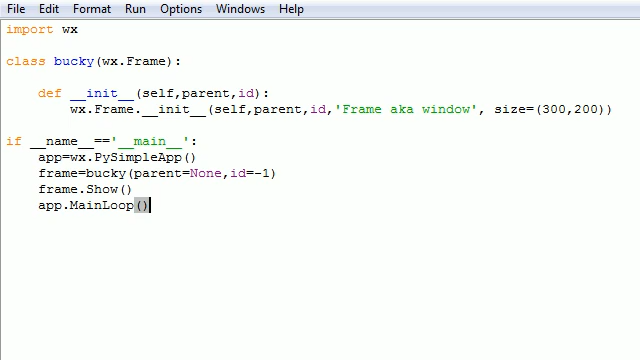 File Edit Format Run Options Windows Help
import wx
class bucky(wx.Frame):
def __init__(self,parent,id):
wx.Frame.__init__(self,parent,id,'Frame aka window', size=(300,200))
if __name__=='__main__':
app=wx.PySimpleApp()
frame=bucky(parent=None,id=-1)
frame.Show()
app.MainLoop()